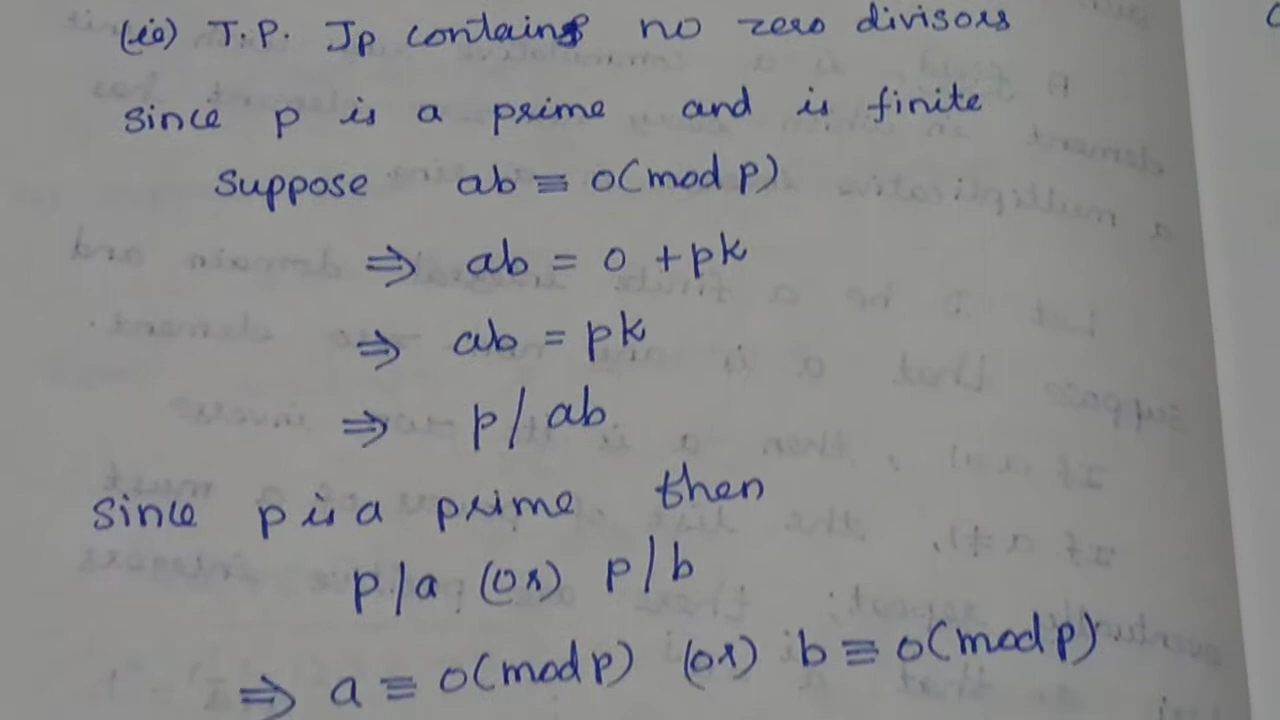 (ii) T.P. Jp contains no zero divisors
since p is a prime and is finite
suppose ab ≡ 0(mod p)
⇒ ab = 0 + pk
⇒ ab = pk
⇒ p/ab.
since p is a prime then
p/a (or) p/b
⇒ a ≡ 0(mod p) (or) b ≡ 0(mod p)